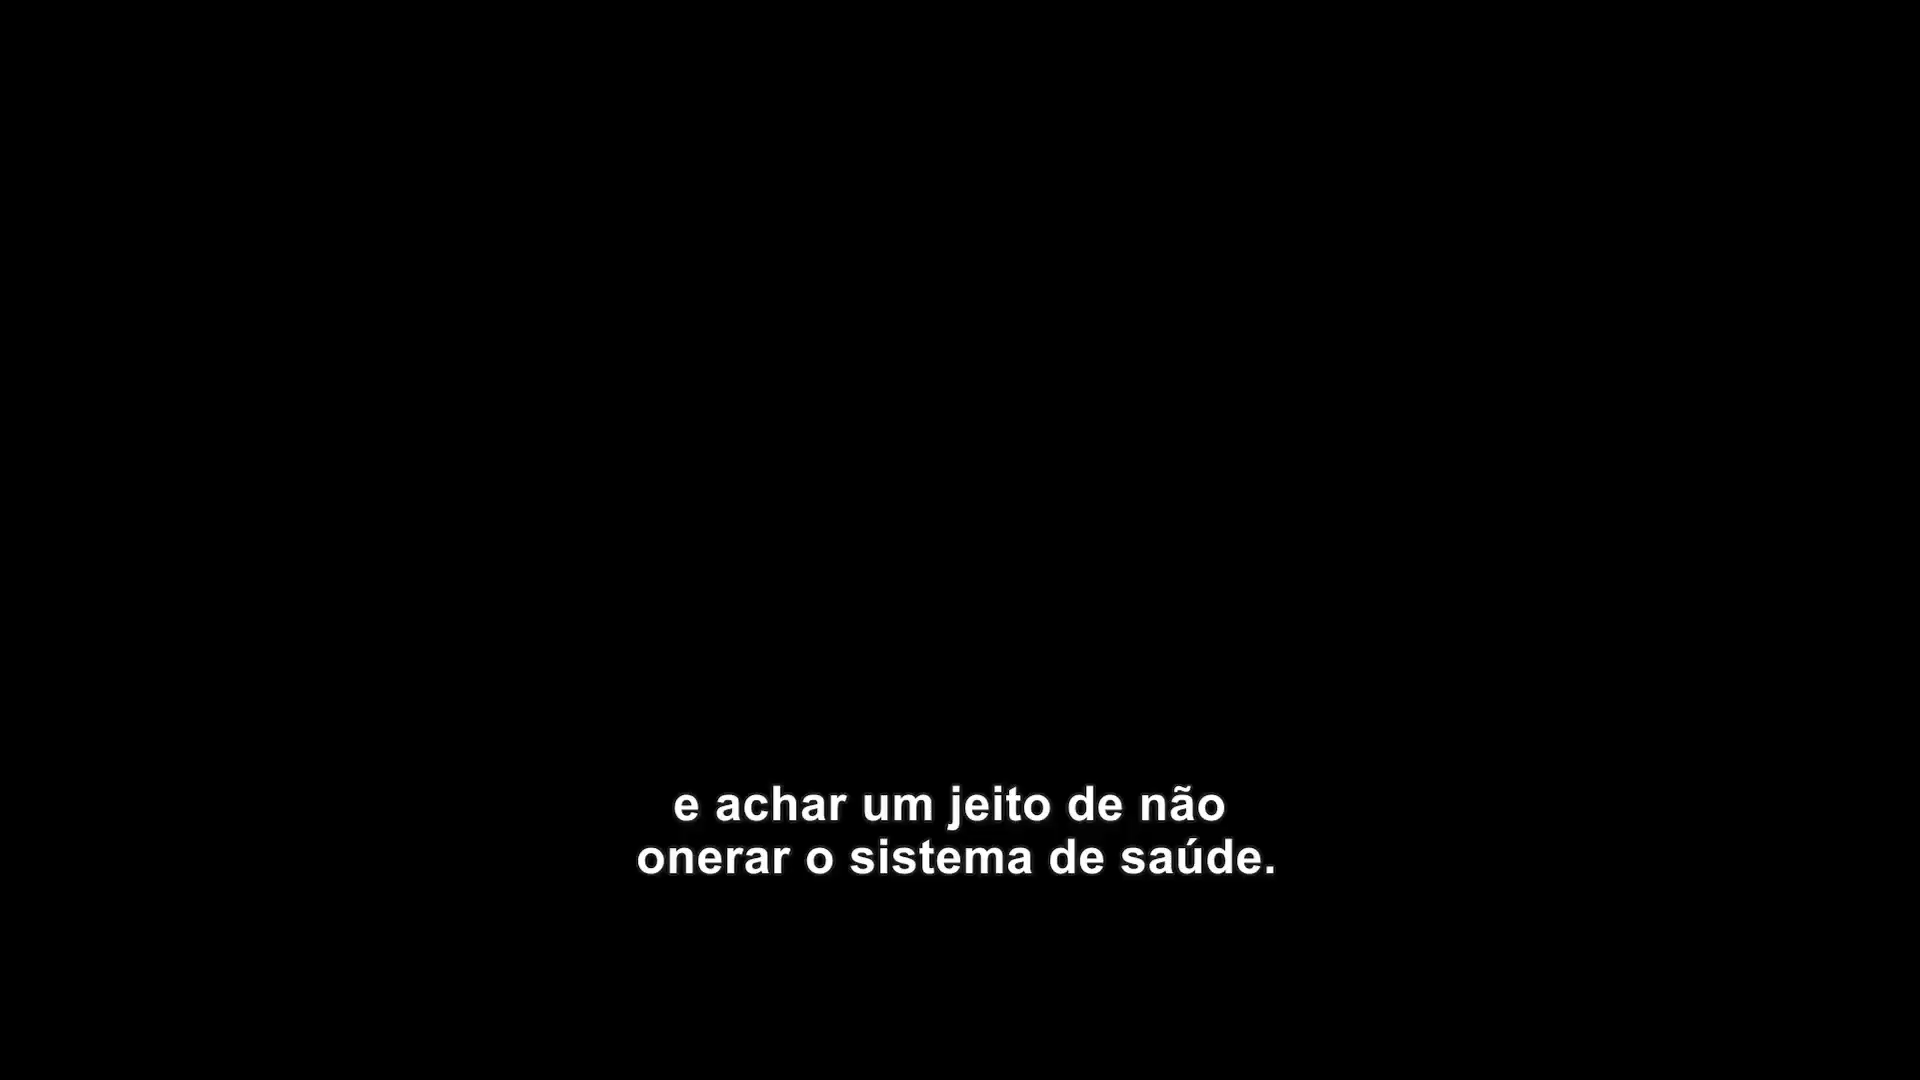 e achar um jeito de não
onerar o sistema de saúde.